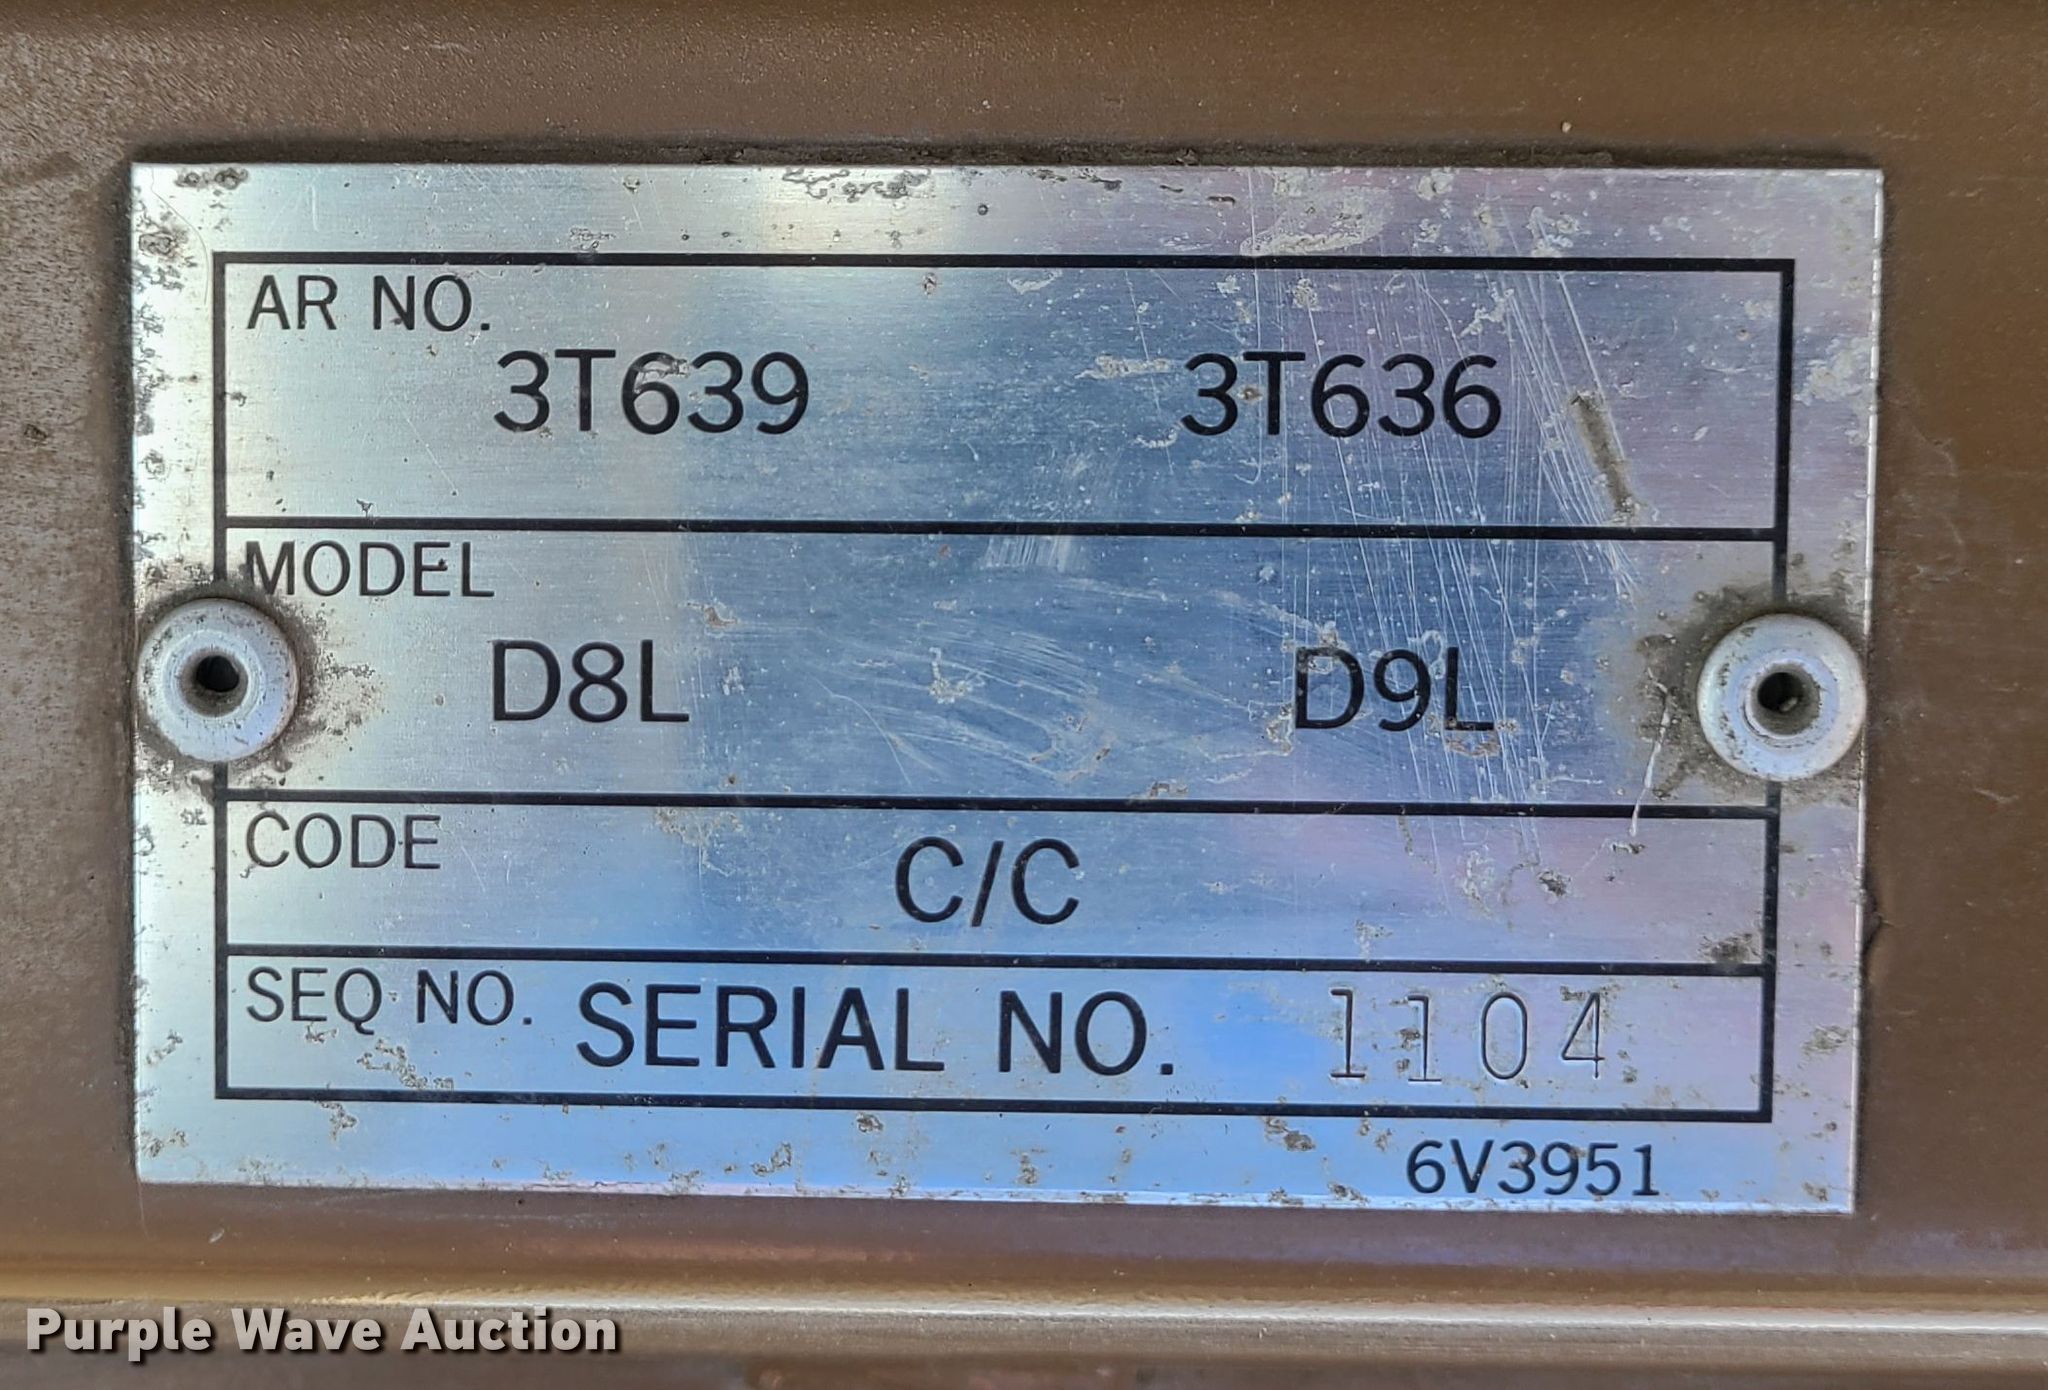 AR NO.
3T639 3T636
MODEL
D8L D9L
CODE
C/C
SEQ NO. SERIAL NO. 1104
6V3951
Purple Wave Auction